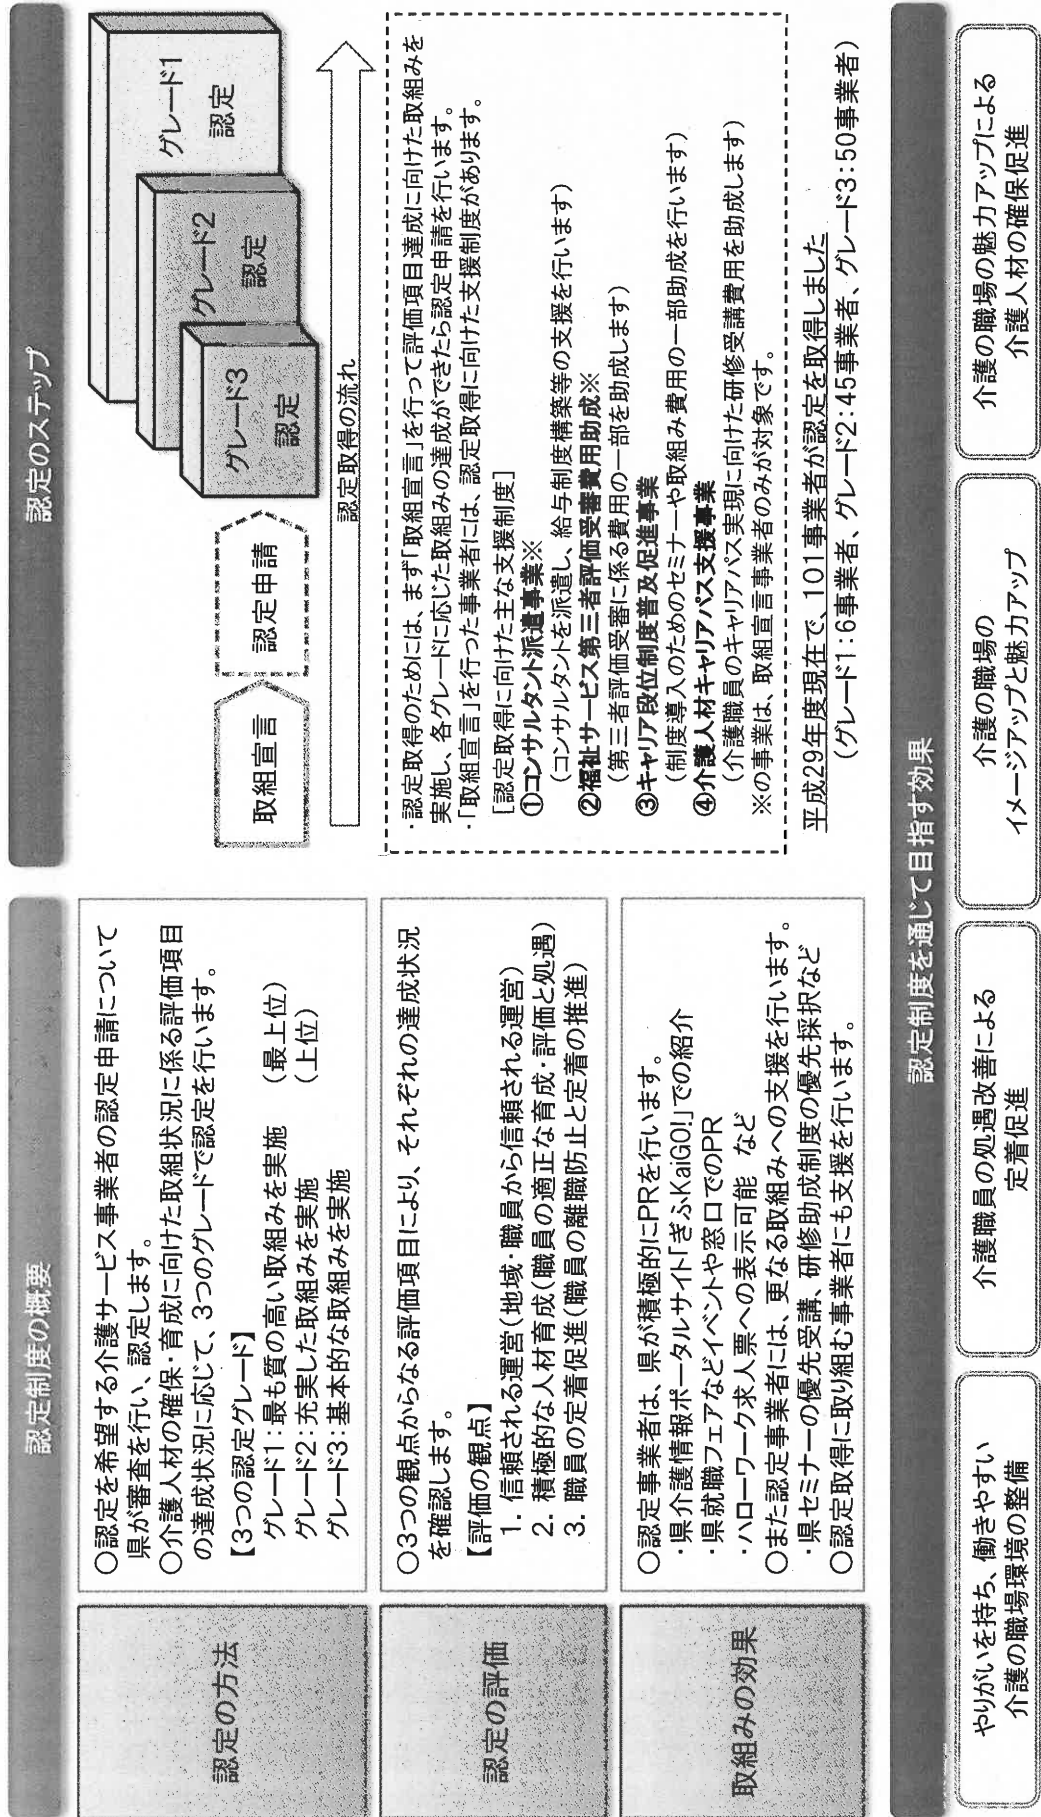 認定制度の概要
認定の方法
○認定を希望する介護サービス事業者の認定申請について
県が審査を行い、認定します。
○介護人材の確保・育成に向けた取組状況に係る評価項目
の達成状況に応じて、3つのグレードで認定を行います。
【3つの認定グレード】
グレード1:最も質の高い取組みを実施 (最上位)
グレード2:充実した取組みを実施 (上位)
グレード3:基本的な取組みを実施
認定の評価
○3つの観点からなる評価項目により、それぞれの達成状況
を確認します。
【評価の観点】
1. 信頼される運営(地域・職員から信頼される運営)
2. 積極的な人材育成(職員の適正な育成・評価と処遇)
3. 職員の定着促進(職員の離職防止と定着の推進)
取組みの効果
○認定事業者は、県が積極的にPRを行います。
・県介護情報ポータルサイト「ぎふKaiGO!」での紹介
・県就職フェアなどイベントや窓口でのPR
・ハローワーク求人票への表示可能 など
○また認定事業者には、更なる取組みへの支援を行います。
・県セミナーの優先受講、研修助成制度の優先採択など
○認定取得に取り組む事業者にも支援を行います。
認定のステップ
取組宣言
認定申請
グレード3
認定
グレード2
認定
グレード1
認定
認定取得の流れ
・認定取得のためには、まず「取組宣言」を行って評価項目達成に向けた取組みを
実施し、各グレードに応じた取組みの達成ができたら認定申請を行います。
・「取組宣言」を行った事業者には、認定取得に向けた支援制度があります。
[認定取得に向けた主な支援制度]
①コンサルタント派遣事業※
(コンサルタントを派遣し、給与制度構築等の支援を行います)
②福祉サービス第三者評価受審費用助成※
(第三者評価受審に係る費用の一部を助成します)
③キャリア段位制度普及促進事業
(制度導入のためのセミナーや取組み費用の一部助成を行います)
④介護人材キャリアパス支援事業
(介護職員のキャリアパス実現に向けた研修受講費用を助成します)
※の事業は、取組宣言事業者のみが対象です。
平成29年度現在で、101事業者が認定を取得しました
(グレード1:6事業者、グレード2:45事業者、グレード3:50事業者)
認定制度を通じて目指す効果
やりがいを持ち、働きやすい
介護の職場環境の整備
介護職員の処遇改善による
定着促進
介護の職場の
イメージアップと魅力アップ
介護の職場の魅力アップによる
介護人材の確保促進